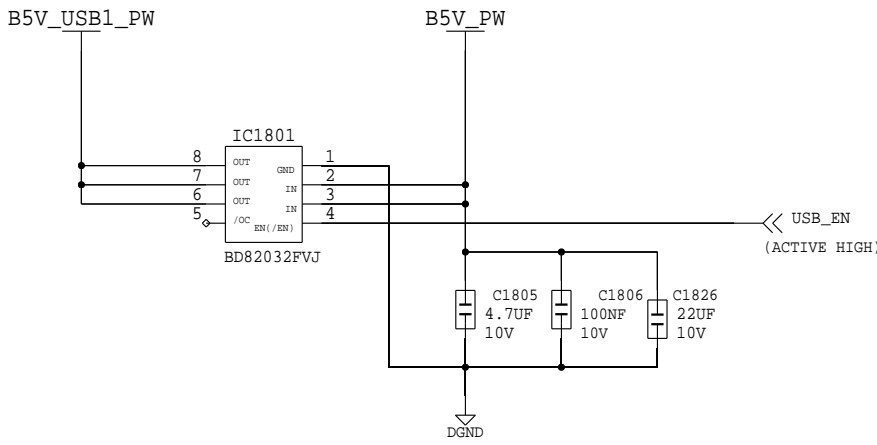 B5V_USB1_PW
B5V_PW
IC1801
8 OUT GND 1
7 OUT IN 2
6 OUT IN 3
5 /OC EN(/EN) 4
USB_EN
(ACTIVE HIGH)
BD82032FVJ
C1805
4.7UF
10V
C1806
100NF
10V
C1826
22UF
10V
DGND